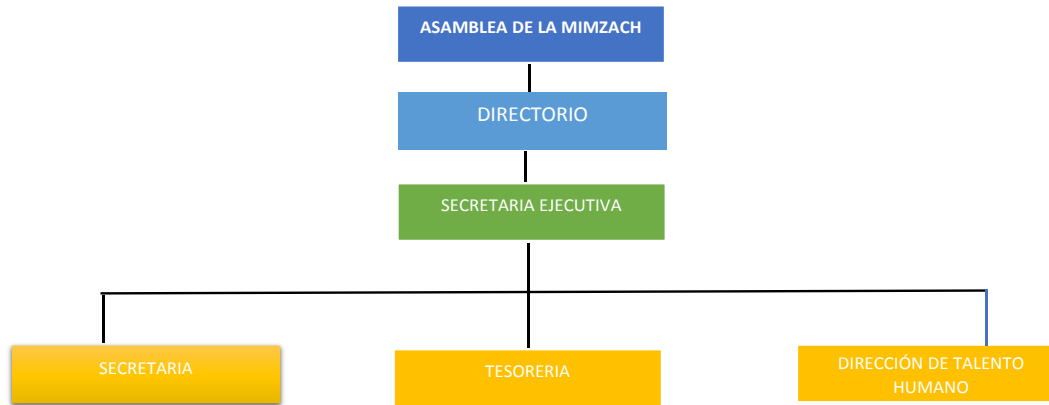 ASAMBLEA DE LA MIMZACH
DIRECTORIO
SECRETARIA EJECUTIVA
SECRETARIA
TESORERIA
DIRECCIÓN DE TALENTO
HUMANO